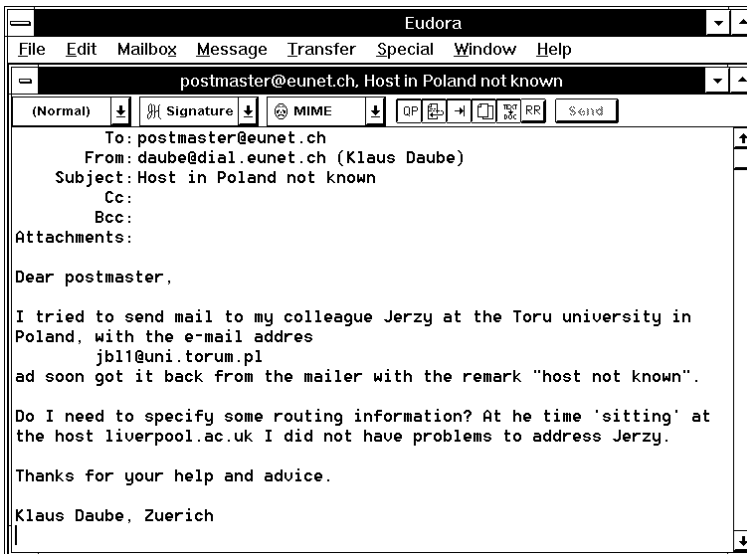 Eudora
File Edit Mailbox Message Transfer Special Window Help
postmaster@eunet.ch, Host in Poland not known
(Normal) Signature MIME QP TEXT DOC RR Send
To: postmaster@eunet.ch
From: daube@dial.eunet.ch (Klaus Daube)
Subject: Host in Poland not known
Cc:
Bcc:
Attachments:
Dear postmaster,
I tried to send mail to my colleague Jerzy at the Toru university in
Poland, with the e-mail addres
jbl1@uni.torum.pl
ad soon got it back from the mailer with the remark "host not known".
Do I need to specify some routing information? At he time 'sitting' at
the host liverpool.ac.uk I did not have problems to address Jerzy.
Thanks for your help and advice.
Klaus Daube, Zuerich